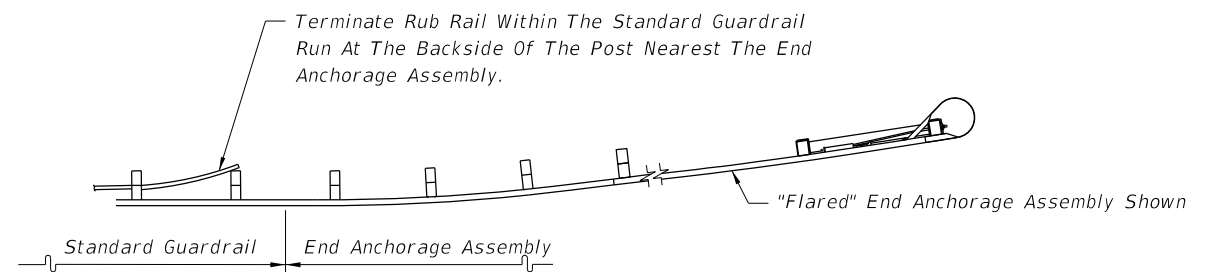 Terminate Rub Rail Within The Standard Guardrail
Run At The Backside Of The Post Nearest The End
Anchorage Assembly.
"Flared" End Anchorage Assembly Shown
Standard Guardrail
End Anchorage Assembly